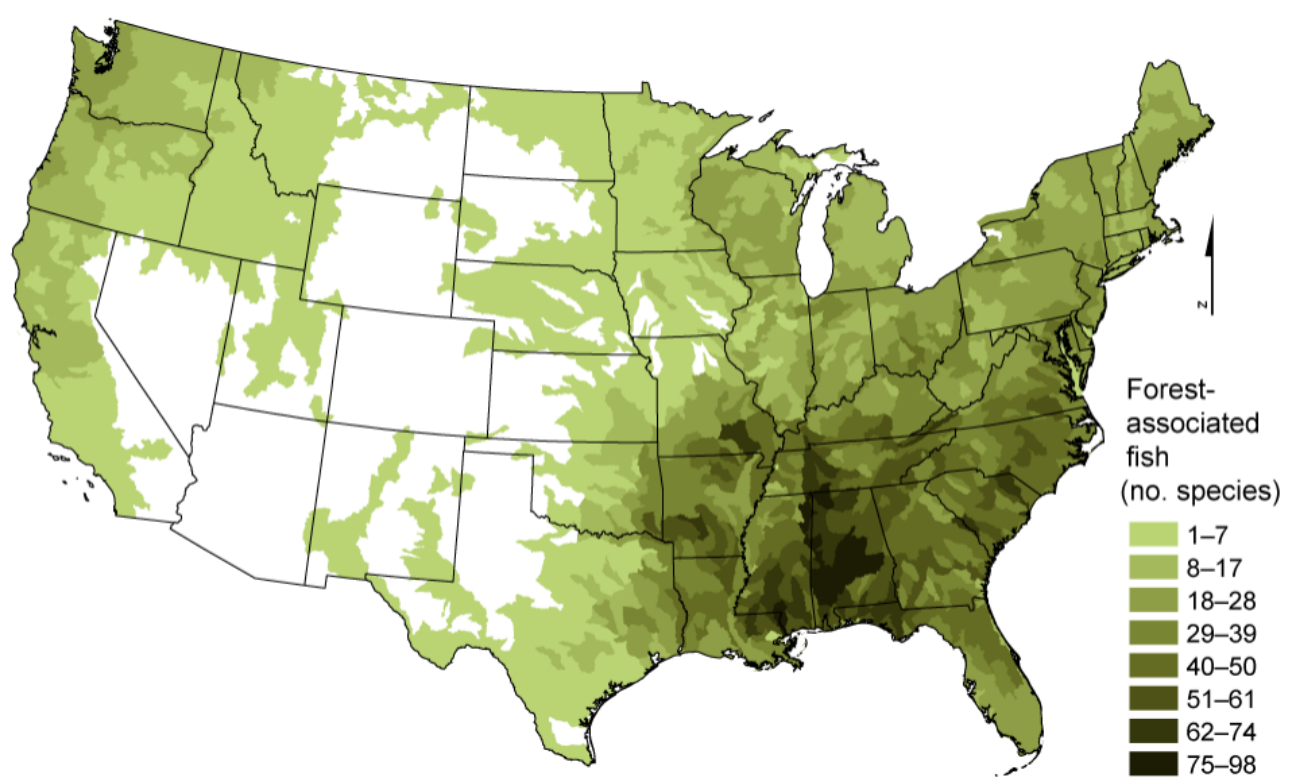 z
Forest-
associated
fish
(no. species)
1–7
8–17
18–28
29–39
40–50
51–61
62–74
75–98